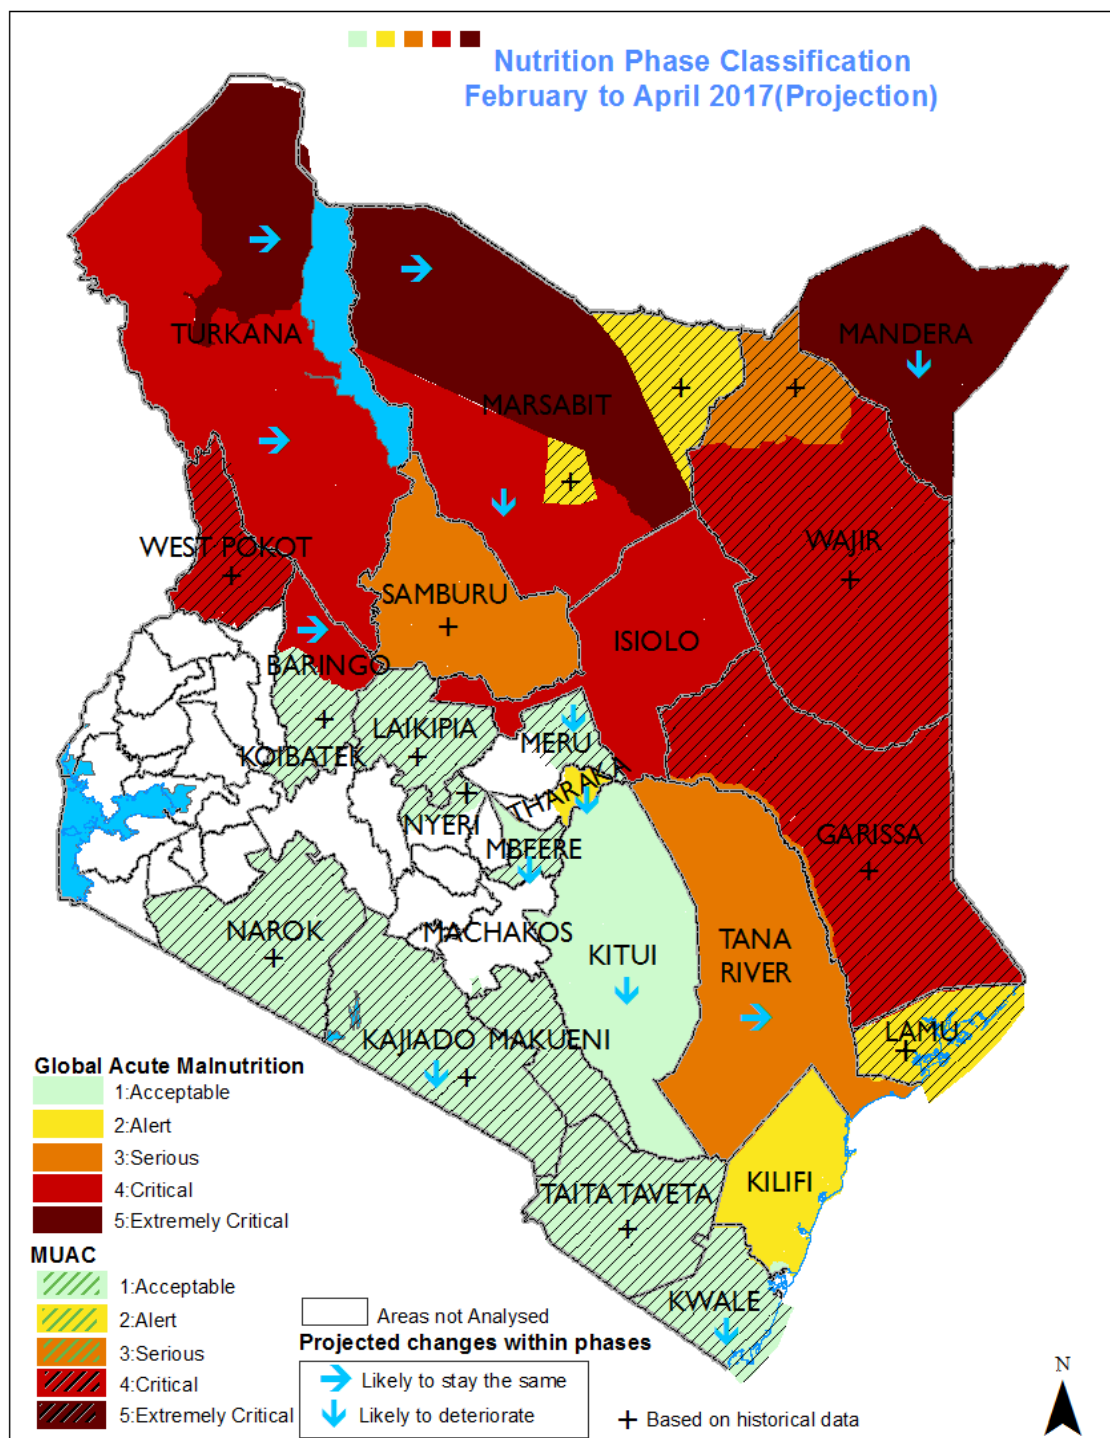 Nutrition Phase Classification
February to April 2017(Projection)
TURKANA
MANDERA
MARSABIT
WEST POKOT
WAJIR
SAMBURU
ISIOLO
BARINGO
LAIKIPIA
MERU
KOIBATEK
THARAKA
NYERI
MBEERE
GARISSA
NAROK
MACHAKOS
KITUI
TANA
RIVER
KAJIADO
MAKUENI
LAMU
TAITA TAVETA
KILIFI
KWALE
Global Acute Malnutrition
1:Acceptable
2:Alert
3:Serious
4:Critical
5:Extremely Critical
MUAC
1:Acceptable
2:Alert
3:Serious
4:Critical
5:Extremely Critical
Areas not Analysed
Projected changes within phases
Likely to stay the same
Likely to deteriorate
+ Based on historical data
N